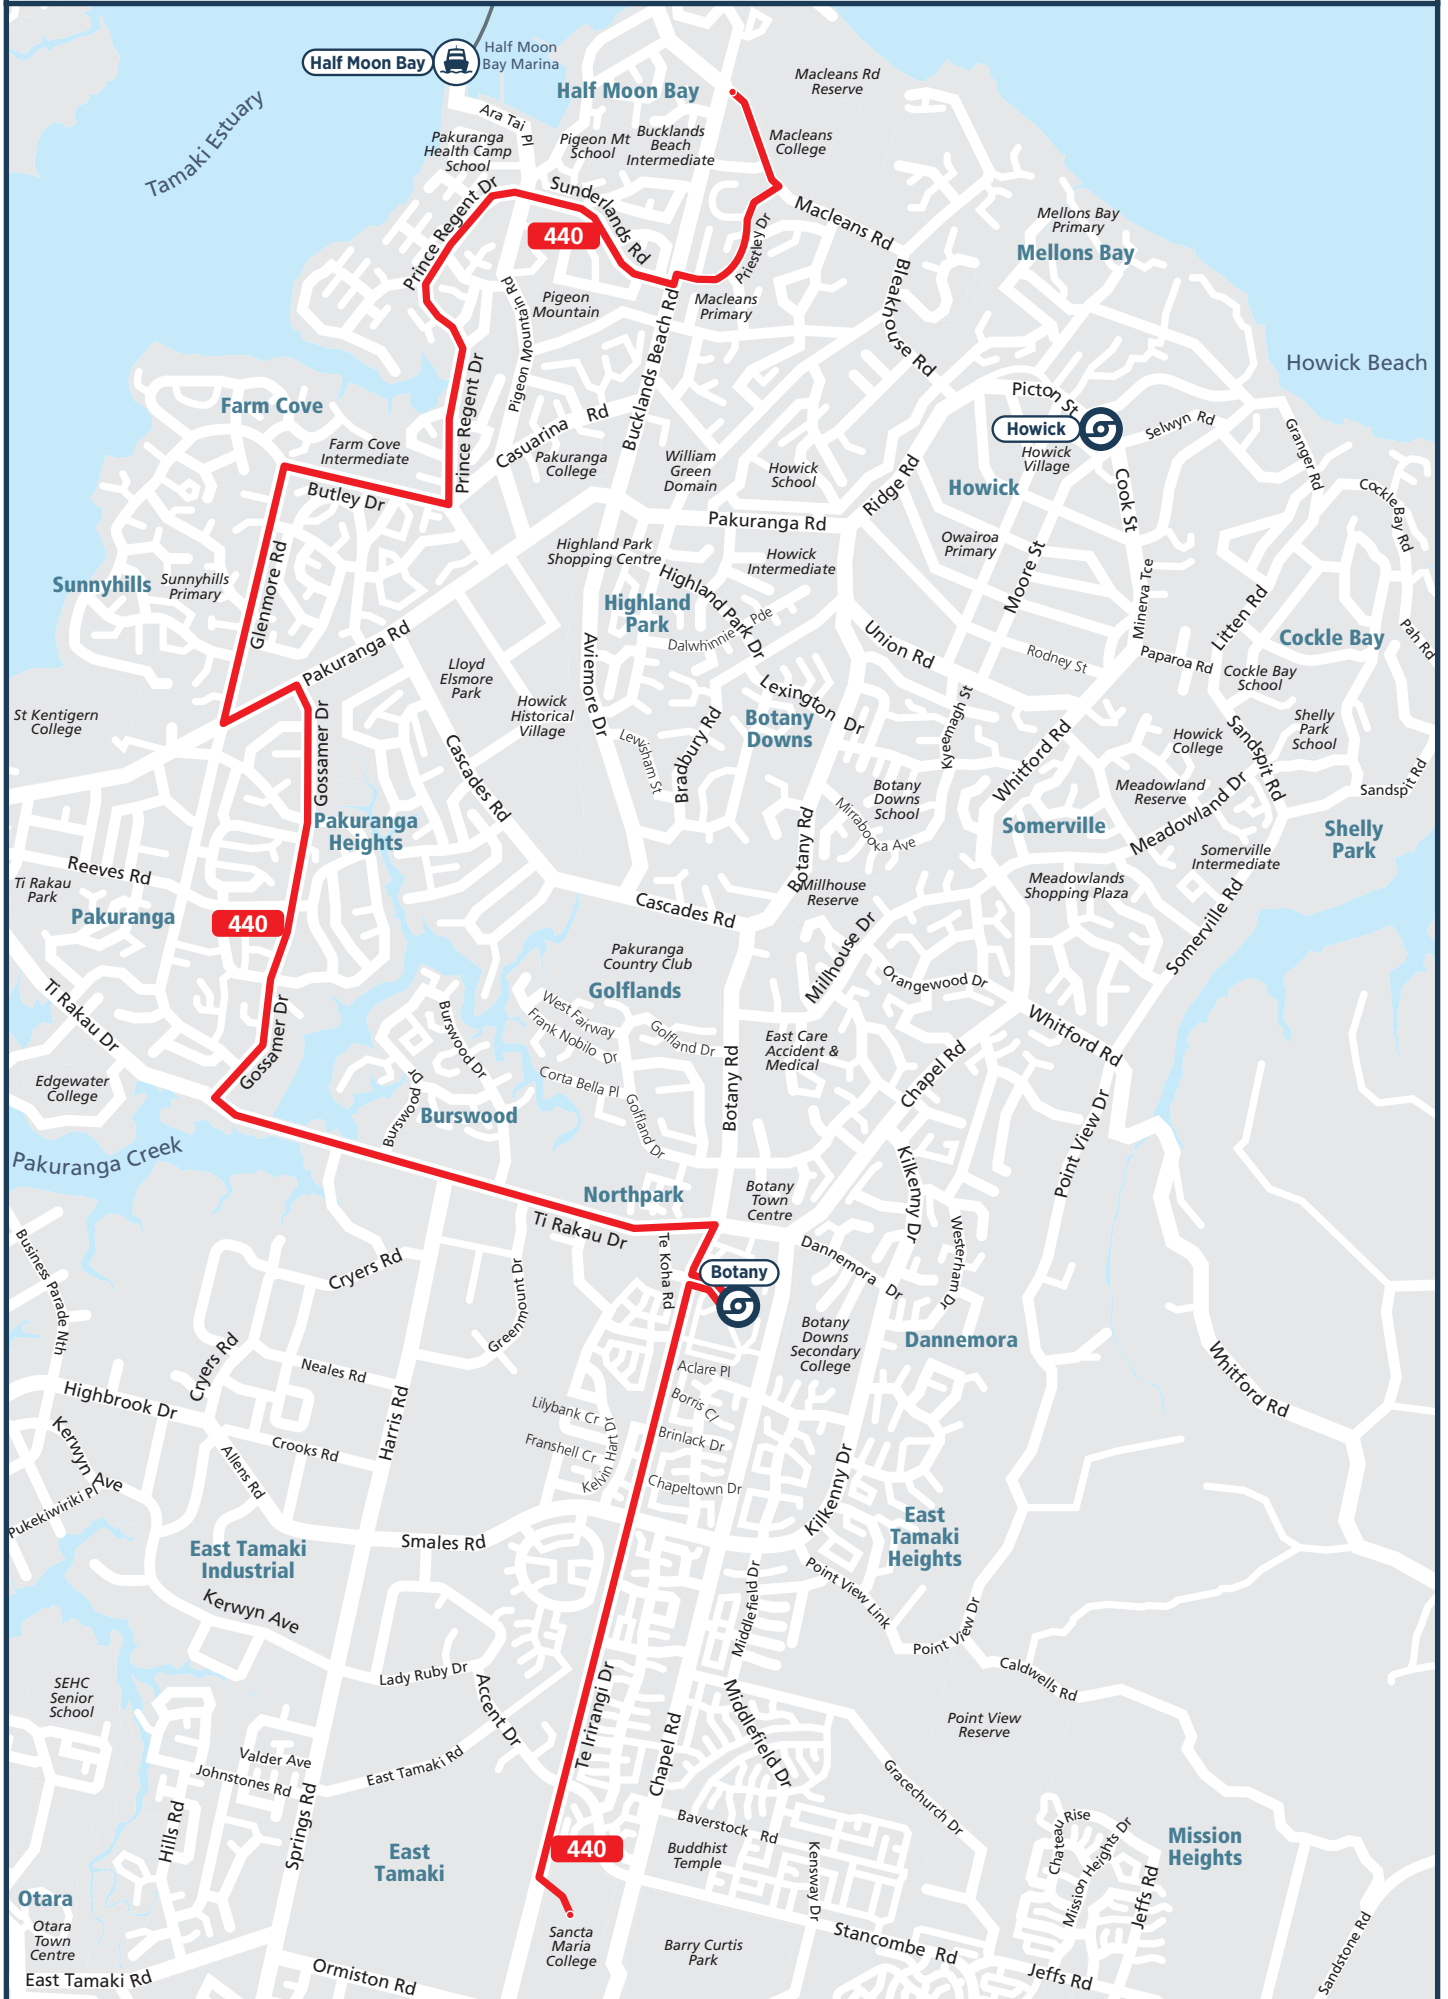 Half Moon Bay
Half Moon
Bay Marina
Half Moon Bay
Macleans Rd
Reserve
Tamaki Estuary
Ara Tai Pl
Pakuranga
Health Camp
School
Pigeon Mt
School
Bucklands
Beach
Intermediate
Macleans
College
Prince Regent Dr
Sunderlands Rd
440
Priestley Dr
Macleans Rd
Mellons Bay
Primary
Mellons Bay
Bleakhouse Rd
Pigeon Mountain Rd
Pigeon
Mountain
Macleans
Primary
Bucklands Beach Rd
Howick Beach
Farm Cove
Prince Regent Dr
Casuarina Rd
Picton St
Howick
Howick
Village
Selwyn Rd
Granger Rd
Farm Cove
Intermediate
Pakuranga
College
William
Green
Domain
Howick
School
Ridge Rd
Howick
Cook St
Cockle Bay Rd
Butley Dr
Pakuranga Rd
Glenmore Rd
Highland Park
Shopping Centre
Howick
Intermediate
Owairoa
Primary
Moore St
Minerva Tce
Sunnyhills
Sunnyhills
Primary
Highland Park Dr
Highland
Park
Dalwhinnie Pde
Litten Rd
Cockle Bay
Pah Rd
Pakuranga Rd
Union Rd
Rodney St
Paparoa Rd
Cockle Bay
School
Lloyd
Elsmore
Park
Aviemore Dr
Lexington Dr
St Kentigern
College
Howick
Historical
Village
Lewisham St
Bradbury Rd
Botany
Downs
Kyeemagh St
Whitford Rd
Howick
College
Sandspit Rd
Shelly
Park
School
Gossamer Dr
Cascades Rd
Botany
Downs
School
Meadowland
Reserve
Meadowland Dr
Sandspit Rd
Pakuranga
Heights
Botany Rd
Mirrabooka Ave
Somerville
Shelly
Park
Somerville
Intermediate
Reeves Rd
Ti Rakau
Park
Pakuranga
440
Cascades Rd
Millhouse
Reserve
Meadowlands
Shopping Plaza
Somerville Rd
Millhouse Dr
Pakuranga
Country Club
Golflands
Orangewood Dr
Ti Rakau Dr
Gossamer Dr
Burswood Dr
West Fairway
Frank Nobilo Dr
Golfland Dr
East Care
Accident &
Medical
Whitford Rd
Chapel Rd
Edgewater
College
Burswood Dr
Burswood
Corta Bella Pl
Golfland Dr
Botany Rd
Point View Dr
Pakuranga Creek
Kilkenny Dr
Northpark
Botany
Town
Centre
Ti Rakau Dr
Te Koha Rd
Dannemora Dr
Westerham Dr
Business Parade Nth
Cryers Rd
Greenmount Dr
Botany
Botany
Downs
Secondary
College
Dannemora
Cryers Rd
Neales Rd
Aclare Pl
Whitford Rd
Highbrook Dr
Harris Rd
Lilybank Cr
Borris Cl
Kerwyn Ave
Crooks Rd
Allens Rd
Franshell Cr
Kelvin Hart Dr
Brinlack Dr
Chapeltown Dr
Pukekiwiriki Pl
Kilkenny Dr
East
Tamaki
Heights
Smales Rd
East Tamaki
Industrial
Middlefield Dr
Point View Link
Kerwyn Ave
Point View Dr
Caldwells Rd
Lady Ruby Dr
Accent Dr
Te Irirangi Dr
Middlefield Dr
SEHC
Senior
School
Point View
Reserve
Chapel Rd
Valder Ave
Johnstones Rd
East Tamaki Rd
Gracechurch Dr
Hills Rd
Springs Rd
East
Tamaki
440
Baverstock Rd
Buddhist
Temple
Kensway Dr
Chateau Rise
Mission Heights Dr
Jeffs Rd
Mission
Heights
Otara
Otara
Town
Centre
East Tamaki Rd
Ormiston Rd
Sancta
Maria
College
Barry Curtis
Park
Stancombe Rd
Jeffs Rd
Sandstone Rd